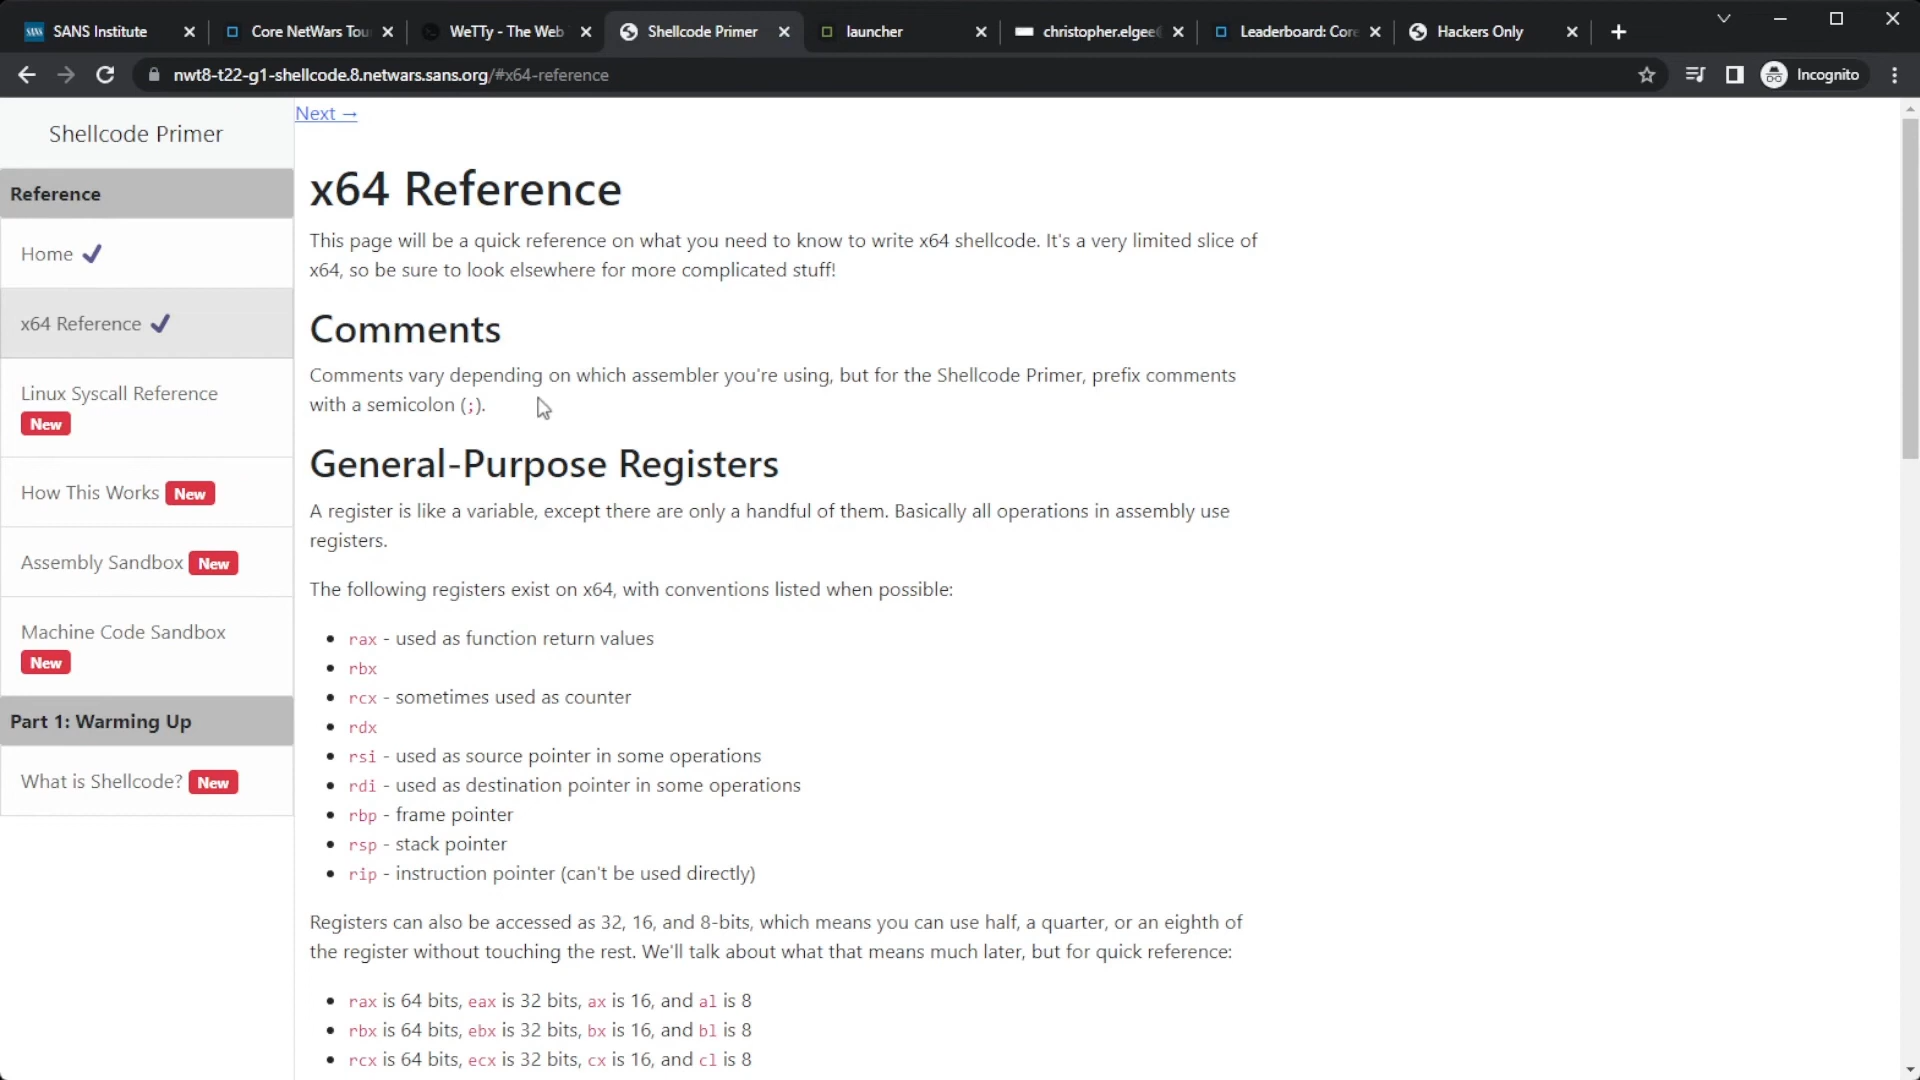 SANS Institute
Core NetWars Tou
WeTTy - The Web
Shellcode Primer
launcher
christopher.elgee
Leaderboard: Core
Hackers Only
nwt8-t22-g1-shellcode.8.netwars.sans.org/#x64-reference
Incognito
Shellcode Primer
Reference
Home
x64 Reference
Linux Syscall Reference
New
How This Works New
Assembly Sandbox New
Machine Code Sandbox
New
Part 1: Warming Up
What is Shellcode? New
Next →
x64 Reference
This page will be a quick reference on what you need to know to write x64 shellcode. It's a very limited slice of
x64, so be sure to look elsewhere for more complicated stuff!
Comments
Comments vary depending on which assembler you're using, but for the Shellcode Primer, prefix comments
with a semicolon (;).
General-Purpose Registers
A register is like a variable, except there are only a handful of them. Basically all operations in assembly use
registers.
The following registers exist on x64, with conventions listed when possible:
• rax - used as function return values
• rbx
• rcx - sometimes used as counter
• rdx
• rsi - used as source pointer in some operations
• rdi - used as destination pointer in some operations
• rbp - frame pointer
• rsp - stack pointer
• rip - instruction pointer (can't be used directly)
Registers can also be accessed as 32, 16, and 8-bits, which means you can use half, a quarter, or an eighth of
the register without touching the rest. We'll talk about what that means much later, but for quick reference:
• rax is 64 bits, eax is 32 bits, ax is 16, and al is 8
• rbx is 64 bits, ebx is 32 bits, bx is 16, and bl is 8
• rcx is 64 bits, ecx is 32 bits, cx is 16, and cl is 8